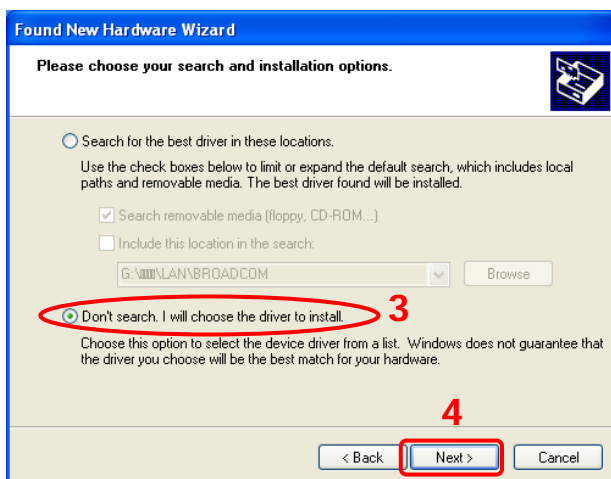 Found New Hardware Wizard
Please choose your search and installation options.
Search for the best driver in these locations.
Use the check boxes below to limit or expand the default search, which includes local
paths and removable media. The best driver found will be installed.
Search removable media (floppy, CD-ROM...)
Include this location in the search:
\LAN\BROADCOM
Browse
Don't search. I will choose the driver to install.
3
Choose this option to select the device driver from a list. Windows does not guarantee that
the driver you choose will be the best match for your hardware.
4
< Back
Next >
Cancel